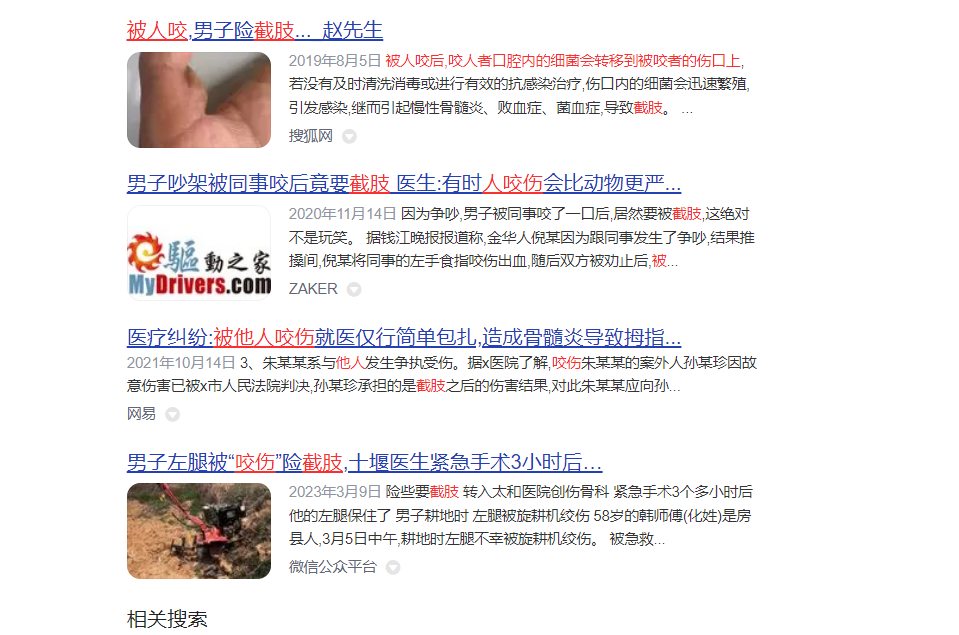 被人咬,男子险截肢... 赵先生
2019年8月5日 被人咬后,咬人者口腔内的细菌会转移到被咬者的伤口上,
若没有及时清洗消毒或进行有效的抗感染治疗,伤口内的细菌会迅速繁殖,
引发感染,继而引起慢性骨髓炎、败血症、菌血症,导致截肢。 ...
搜狐网
男子吵架被同事咬后竟要截肢 医生:有时人咬伤会比动物更严...
2020年11月14日 因为争吵,男子被同事咬了一口后,居然要被截肢,这绝对
不是玩笑。 据钱江晚报报道称,金华人倪某因为跟同事发生了争吵,结果推
搡间,倪某将同事的左手食指咬伤出血,随后双方被劝止后,被...
驱動之家
MyDrivers.com
ZAKER
医疗纠纷:被他人咬伤就医仅行简单包扎,造成骨髓炎导致拇指...
2021年10月14日 3、朱某某系与他人发生争执受伤。据x医院了解,咬伤朱某某的案外人孙某珍因故
意伤害已被x市人民法院判决,孙某珍承担的是截肢之后的伤害结果,对此朱某某应向孙...
网易
男子左腿被“咬伤”险截肢,十堰医生紧急手术3小时后...
2023年3月9日 险些要截肢 转入太和医院创伤骨科 紧急手术3个多小时后
他的左腿保住了 男子耕地时 左腿被旋耕机绞伤 58岁的韩师傅(化姓)是房
县人,3月5日中午,耕地时左腿不幸被旋耕机绞伤。 被急救...
微信公众平台
相关搜索